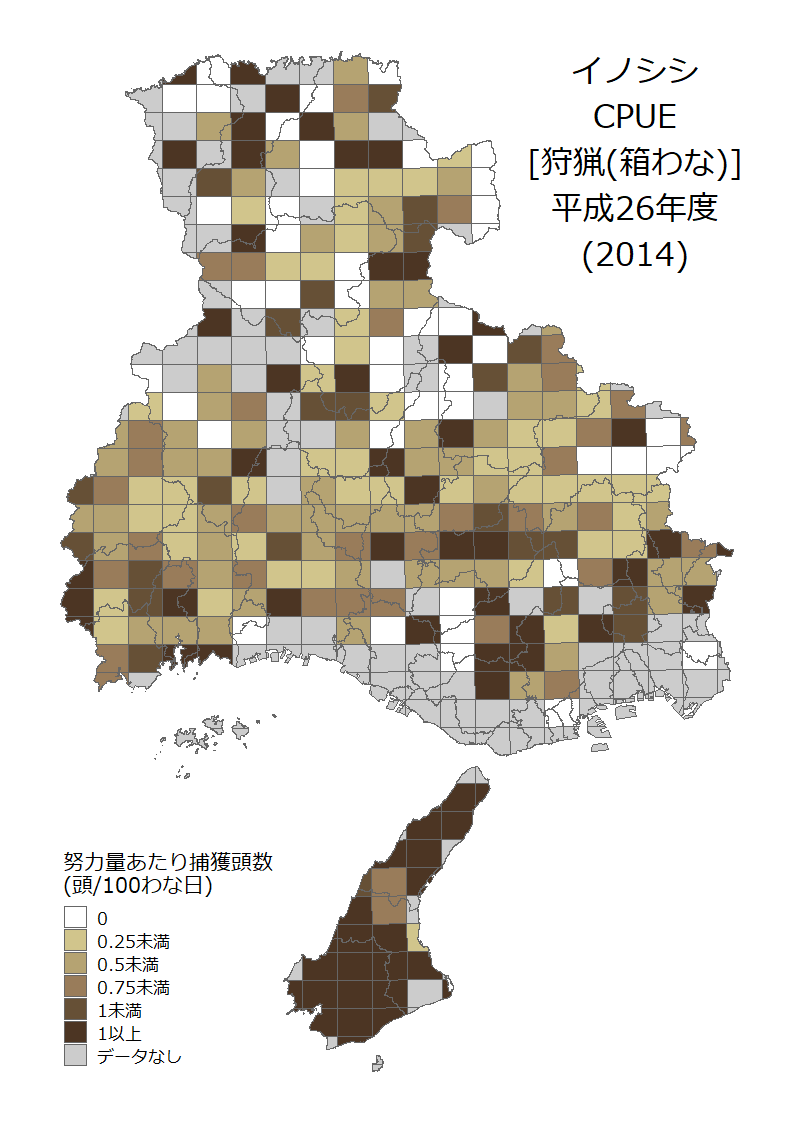 イノシシ
CPUE
[狩猟(箱わな)]
平成26年度
(2014)
努力量あたり捕獲頭数
(頭/100わな日)
0
0.25未満
0.5未満
0.75未満
1未満
1以上
データなし